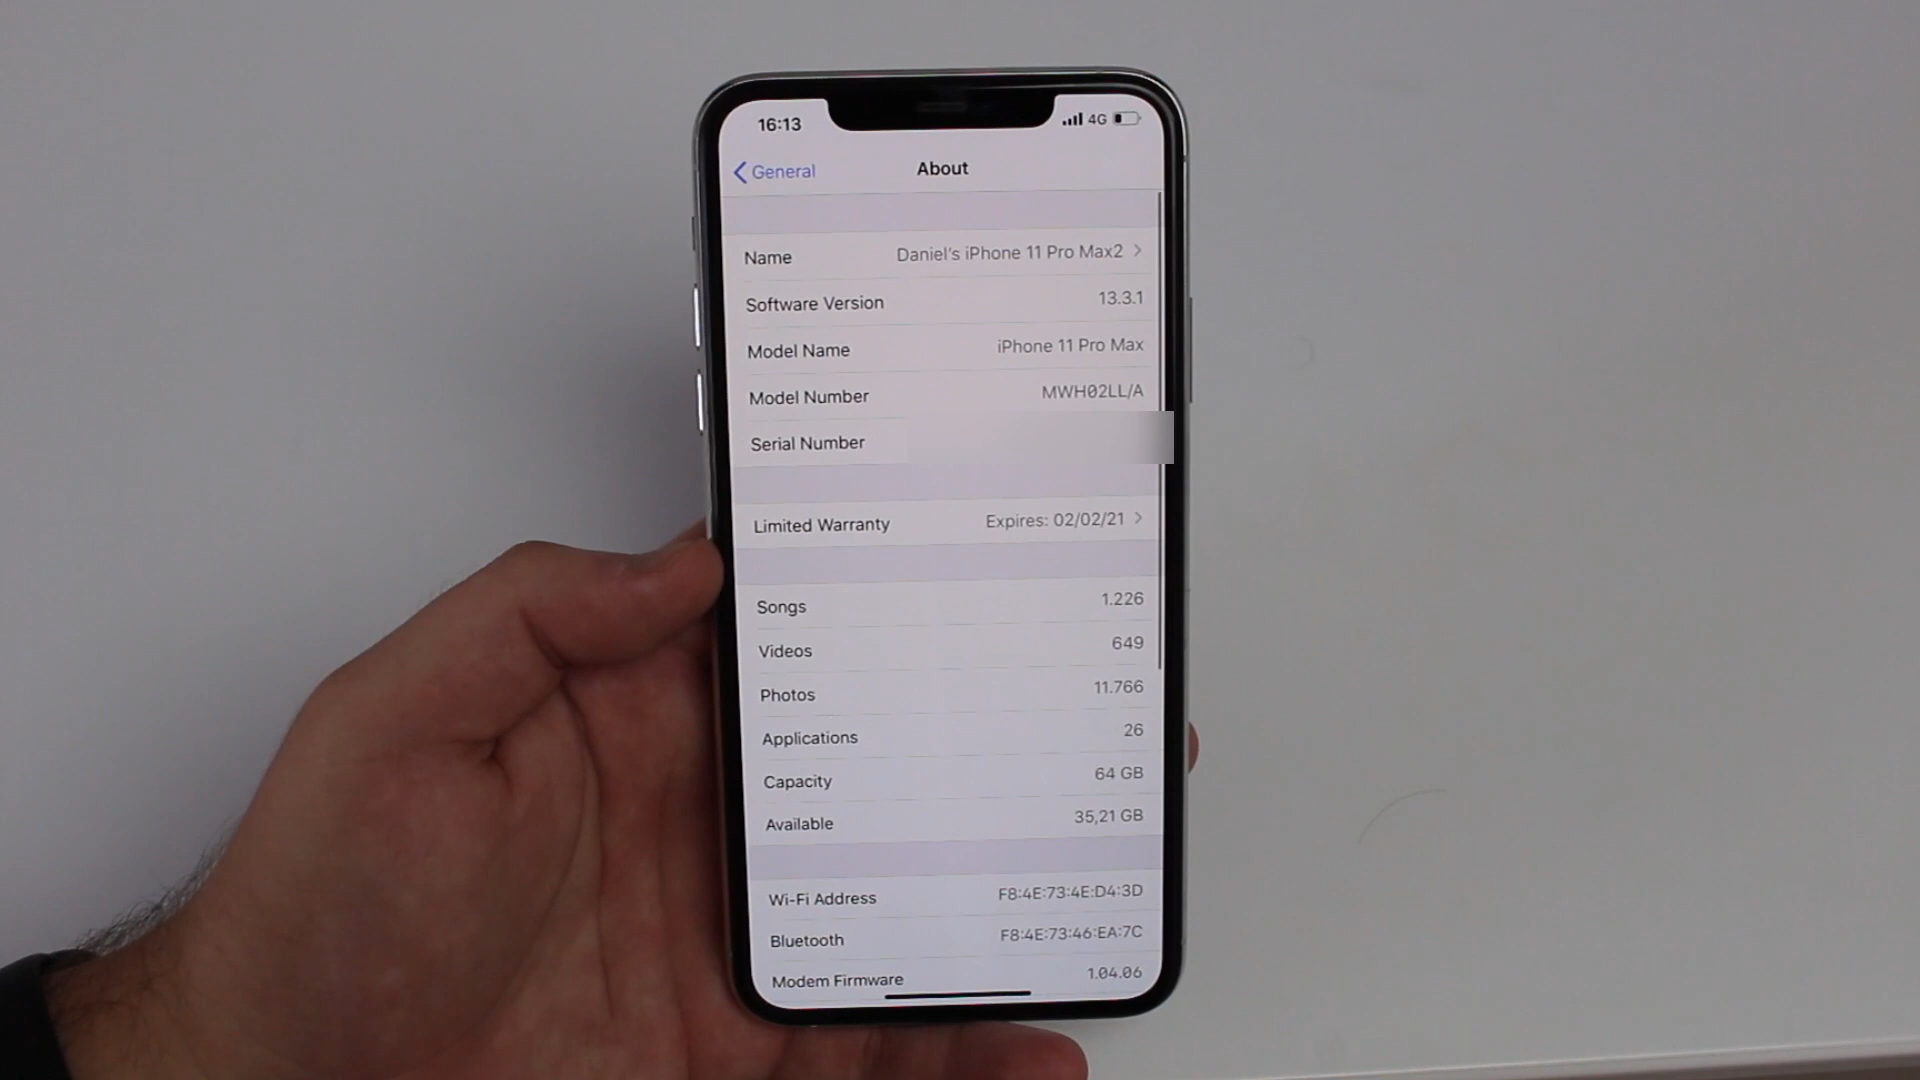 16:13 4G
General About
Name Daniel's iPhone 11 Pro Max2
Software Version 13.3.1
Model Name iPhone 11 Pro Max
Model Number MWH02LL/A
Serial Number
Limited Warranty Expires: 02/02/21
Songs 1.226
Videos 649
Photos 11.766
Applications 26
Capacity 64 GB
Available 35,21 GB
Wi-Fi Address F8:4E:73:4E:D4:3D
Bluetooth F8:4E:73:46:EA:7C
Modem Firmware 1.04.06